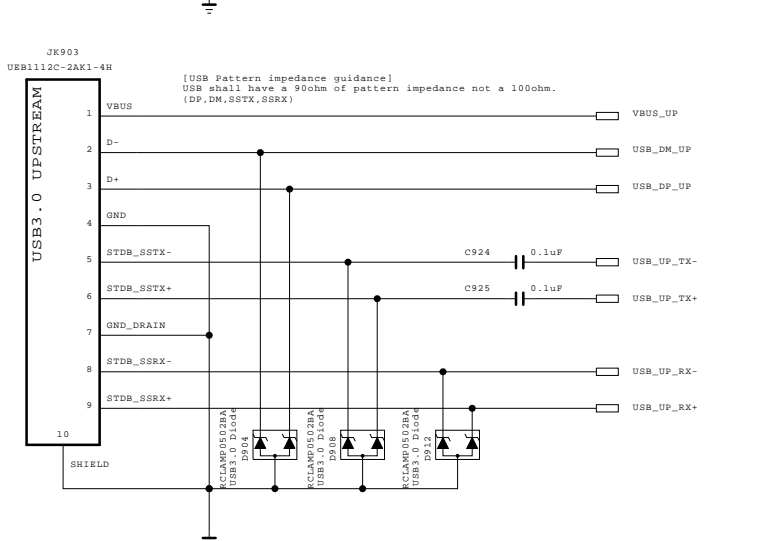 JK903
UEB1112C-2AK1-4H
[USB Pattern impedance guidance]
USB shall have a 90ohm of pattern impedance not a 100ohm.
(DP,DM,SSTX,SSRX)
USB3.0 UPSTREAM
1 VBUS VBUS_UP
2 D- USB_DM_UP
3 D+ USB_DP_UP
4 GND
5 STDB_SSTX- C924 0.1uF USB_UP_TX-
6 STDB_SSTX+ C925 0.1uF USB_UP_TX+
7 GND_DRAIN
8 STDB_SSRX- USB_UP_RX-
9 STDB_SSRX+ USB_UP_RX+
10
SHIELD
RCLAMP0502BA
USB3.0 Diode
D904
RCLAMP0502BA
USB3.0 Diode
D908
RCLAMP0502BA
USB3.0 Diode
D912